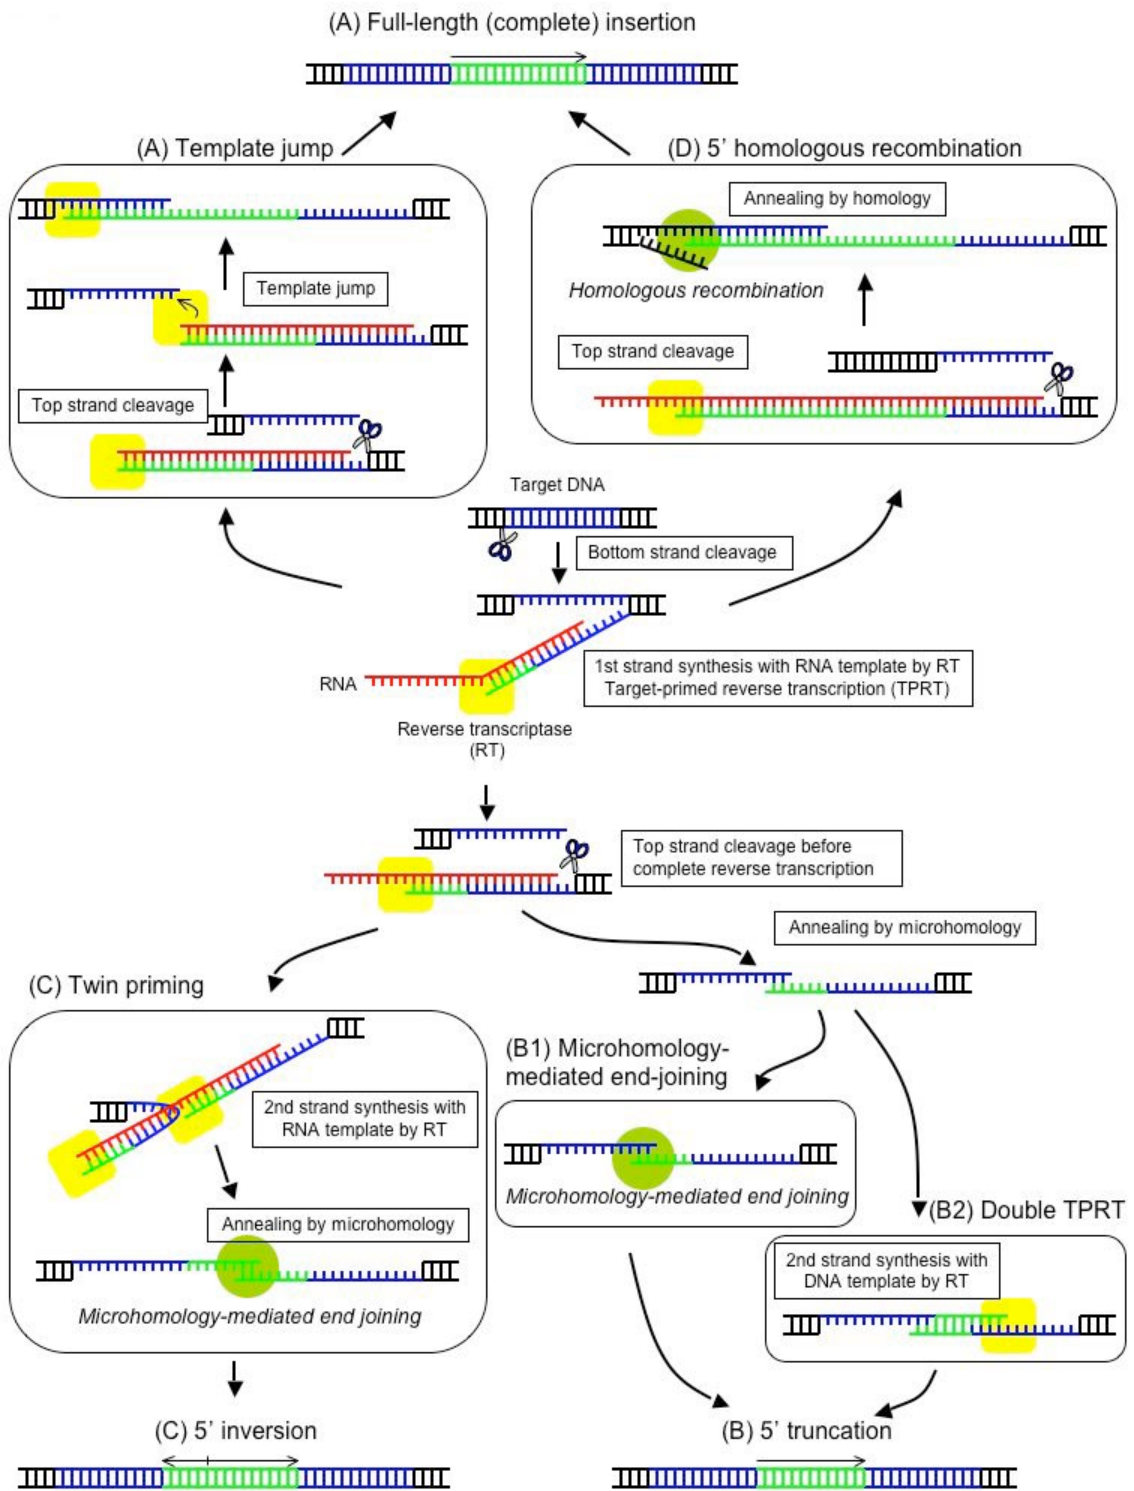 (A) Full-length (complete) insertion
(A) Template jump
(D) 5’ homologous recombination
Annealing by homology
Template jump
Homologous recombination
Top strand cleavage
Top strand cleavage
Target DNA
Bottom strand cleavage
RNA
1st strand synthesis with RNA template by RT
Target-primed reverse transcription (TPRT)
Reverse transcriptase
(RT)
Top strand cleavage before
complete reverse transcription
Annealing by microhomology
(C) Twin priming
(B1) Microhomology-
mediated end-joining
2nd strand synthesis with
RNA template by RT
Microhomology-mediated end joining
Annealing by microhomology
(B2) Double TPRT
2nd strand synthesis with
DNA template by RT
Microhomology-mediated end joining
(C) 5’ inversion
(B) 5’ truncation